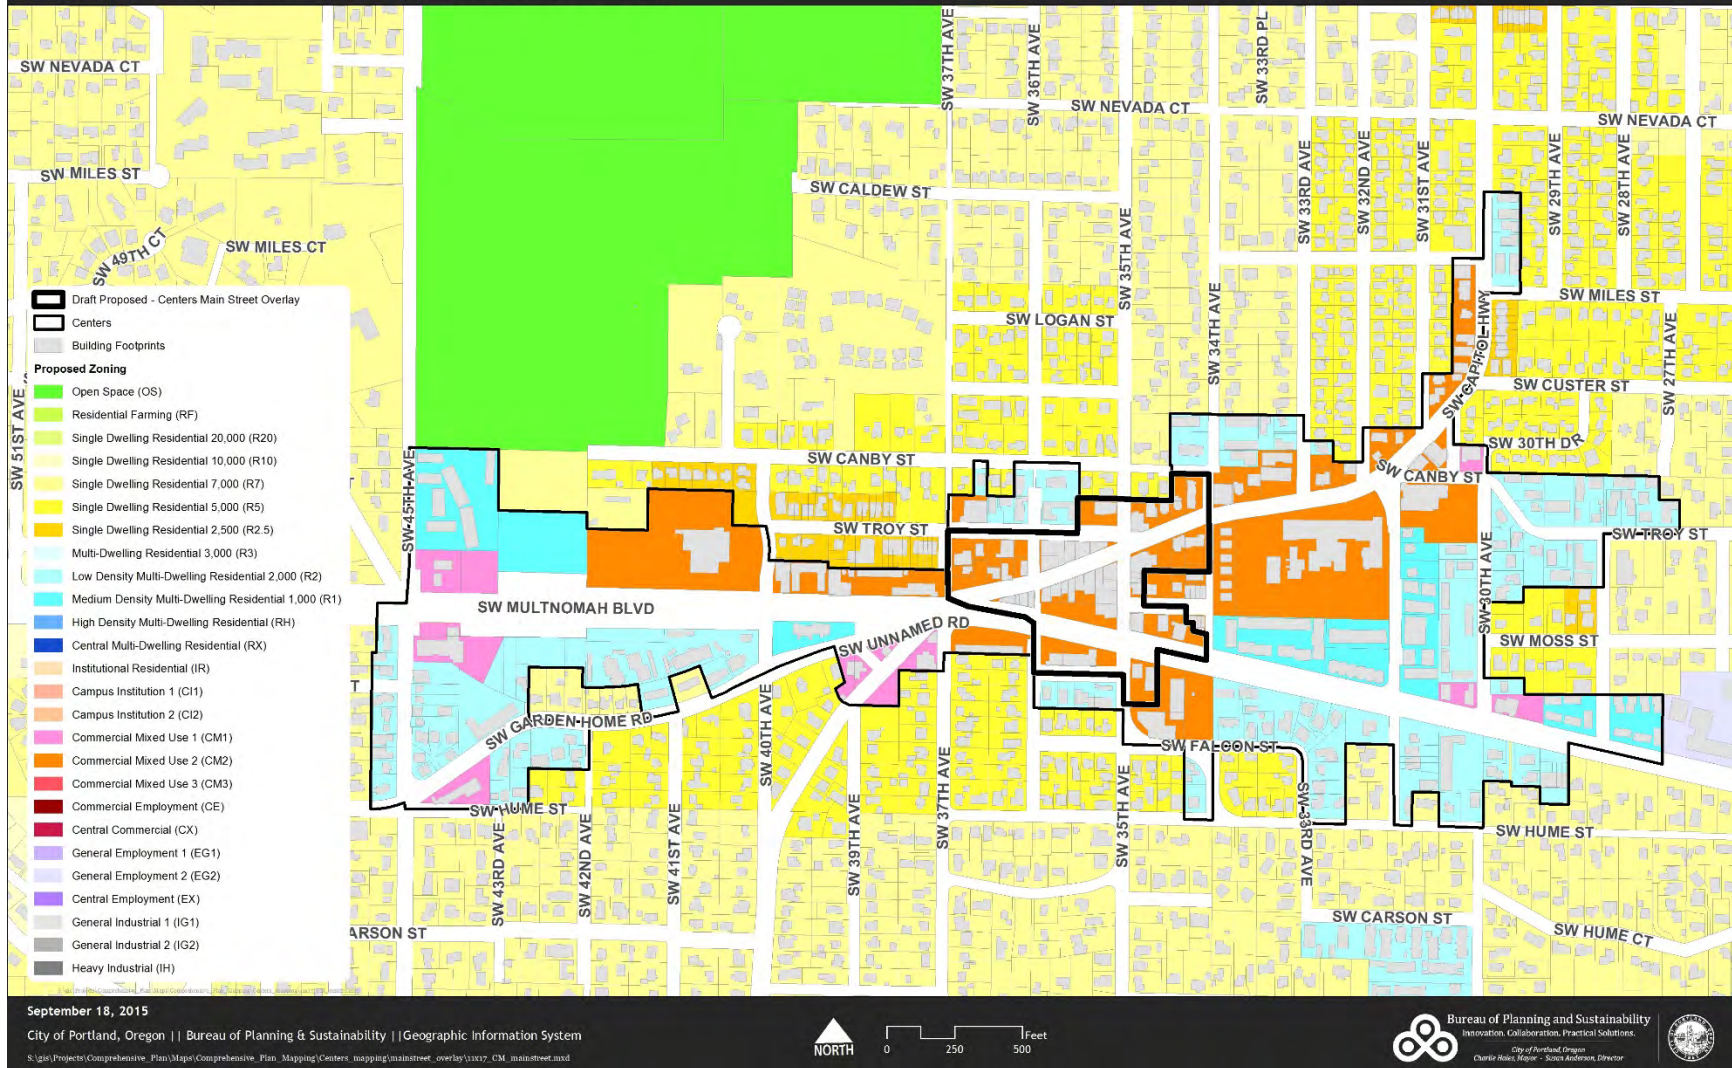 SW NEVADA CT
SW MILES ST
SW 49TH CT
SW MILES CT
SW 51ST AVE
SW 45TH AVE
SW 37TH AVE
SW 36TH AVE
SW 33RD PL
SW NEVADA CT
SW NEVADA CT
SW CALDEW ST
SW 35TH AVE
SW 34TH AVE
SW 33RD AVE
SW 32ND AVE
SW 31ST AVE
SW 29TH AVE
SW 28TH AVE
SW LOGAN ST
SW MILES ST
SW 27TH AVE
SW CAPITOL HWY
SW CUSTER ST
SW 30TH DR
SW CANBY ST
SW CANBY ST
SW TROY ST
SW TROY ST
SW 30TH AVE
SW MULTNOMAH BLVD
SW UNNAMED RD
SW MOSS ST
SW GARDEN HOME RD
SW 40TH AVE
SW FALCON ST
SW HUME ST
SW 43RD AVE
SW 42ND AVE
SW 41ST AVE
SW 39TH AVE
SW 37TH AVE
SW 35TH AVE
SW 33RD AVE
SW HUME ST
SW CARSON ST
SW HUME CT
ARSON ST
Draft Proposed - Centers Main Street Overlay
Centers
Building Footprints
Proposed Zoning
Open Space (OS)
Residential Farming (RF)
Single Dwelling Residential 20,000 (R20)
Single Dwelling Residential 10,000 (R10)
Single Dwelling Residential 7,000 (R7)
Single Dwelling Residential 5,000 (R5)
Single Dwelling Residential 2,500 (R2.5)
Multi-Dwelling Residential 3,000 (R3)
Low Density Multi-Dwelling Residential 2,000 (R2)
Medium Density Multi-Dwelling Residential 1,000 (R1)
High Density Multi-Dwelling Residential (RH)
Central Multi-Dwelling Residential (RX)
Institutional Residential (IR)
Campus Institution 1 (CI1)
Campus Institution 2 (CI2)
Commercial Mixed Use 1 (CM1)
Commercial Mixed Use 2 (CM2)
Commercial Mixed Use 3 (CM3)
Commercial Employment (CE)
Central Commercial (CX)
General Employment 1 (EG1)
General Employment 2 (EG2)
Central Employment (EX)
General Industrial 1 (IG1)
General Industrial 2 (IG2)
Heavy Industrial (IH)
September 18, 2015
City of Portland, Oregon || Bureau of Planning & Sustainability ||Geographic Information System
S:\gis\Projects\Comprehensive_Plan\Maps\Comprehensive_Plan_Mapping\Centers_mapping\mainstreet_overlay\11x17_CM_mainstreet.mxd
NORTH
Feet
0 250 500
Bureau of Planning and Sustainability
Innovation. Collaboration. Practical Solutions.
City of Portland, Oregon
Charlie Hales, Mayor - Susan Anderson, Director